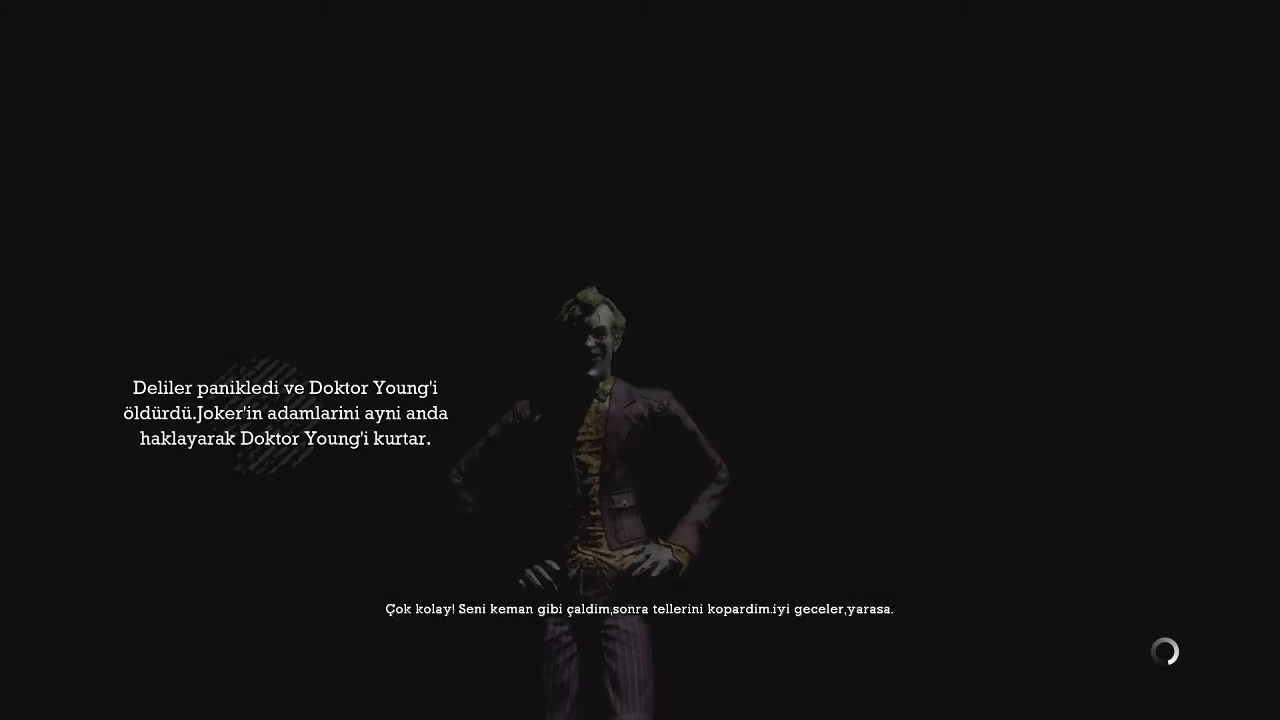 Deliler panikledi ve Doktor Young'i
öldürdü.Joker'in adamlarini ayni anda
haklayarak Doktor Young'i kurtar.
Çok kolay! Seni keman gibi çaldim,sonra tellerini kopardim.iyi geceler,yarasa.